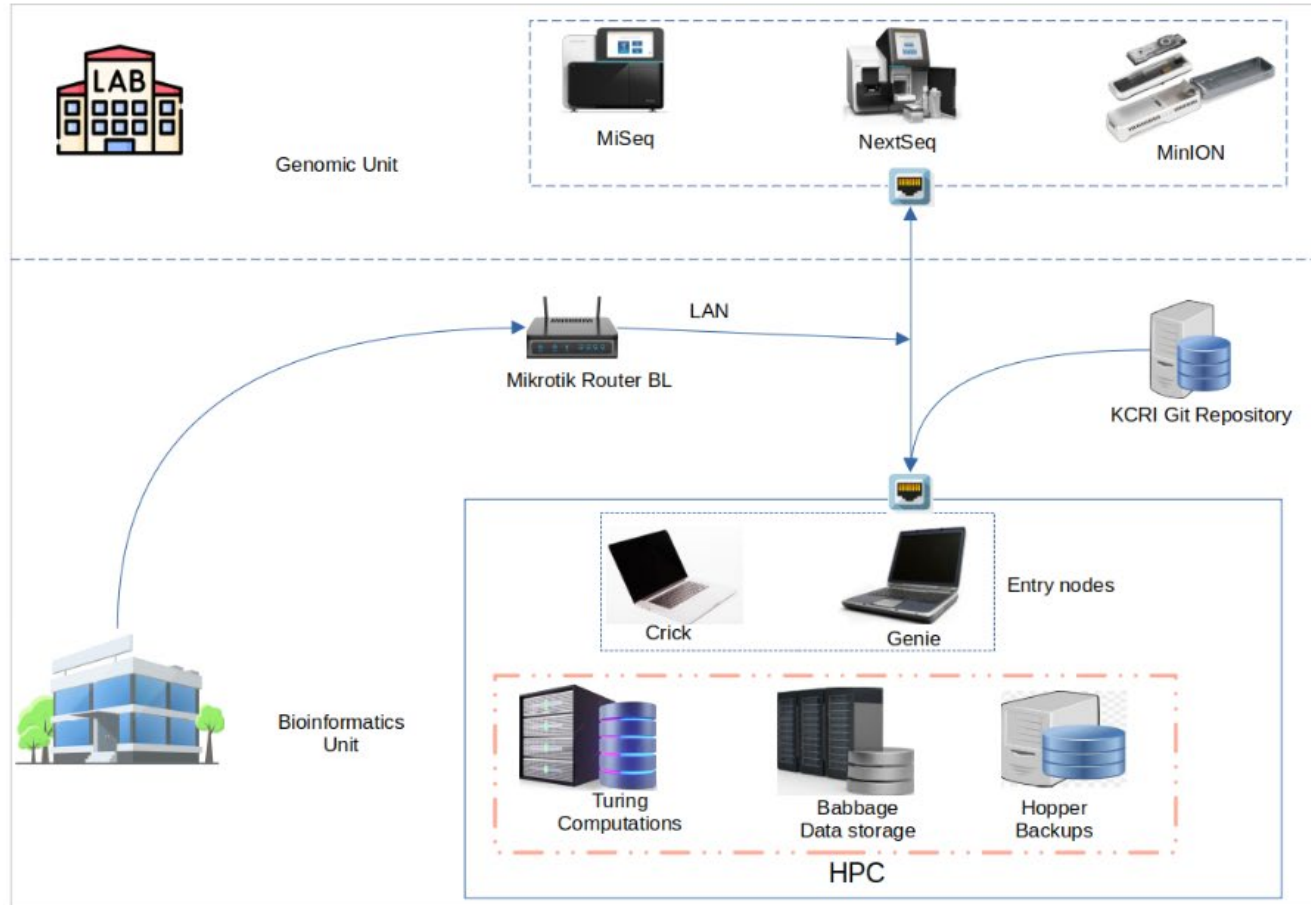 LAB
MiSeq
NextSeq
MinION
Genomic Unit
LAN
Mikrotik Router BL
KCRI Git Repository
Entry nodes
Crick
Genie
Bioinformatics
Unit
Turing
Computations
Babbage
Data storage
Hopper
Backups
HPC